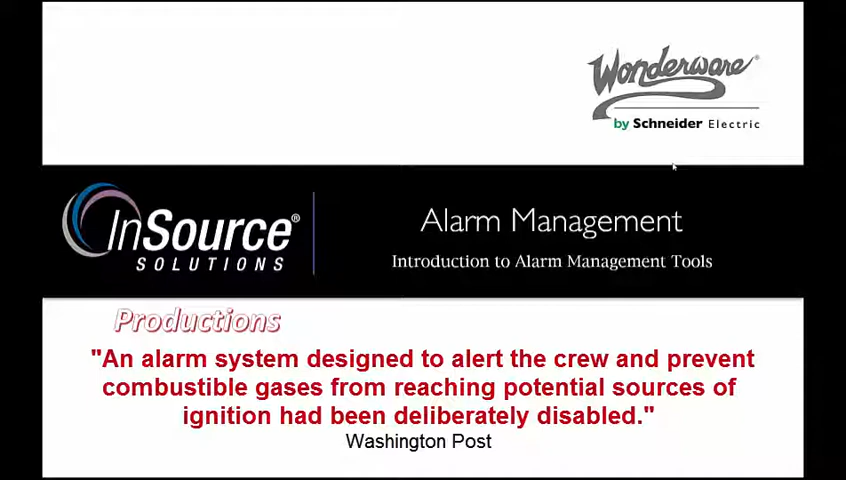 Wonderware®
by Schneider Electric
InSource®
SOLUTIONS
Alarm Management
Introduction to Alarm Management Tools
Productions
"An alarm system designed to alert the crew and prevent
combustible gases from reaching potential sources of
ignition had been deliberately disabled."
Washington Post